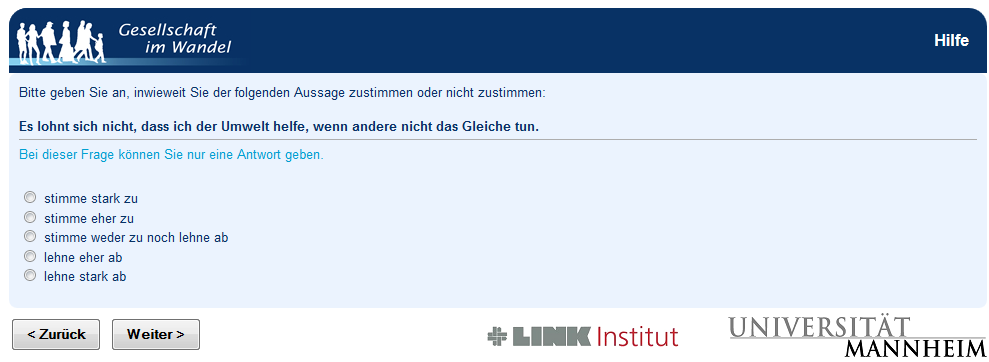 Gesellschaft
im Wandel
Hilfe
Bitte geben Sie an, inwieweit Sie der folgenden Aussage zustimmen oder nicht zustimmen:
Es lohnt sich nicht, dass ich der Umwelt helfe, wenn andere nicht das Gleiche tun.
Bei dieser Frage können Sie nur eine Antwort geben.
stimme stark zu
stimme eher zu
stimme weder zu noch lehne ab
lehne eher ab
lehne stark ab
< Zurück
Weiter >
LINK Institut
UNIVERSITÄT
MANNHEIM